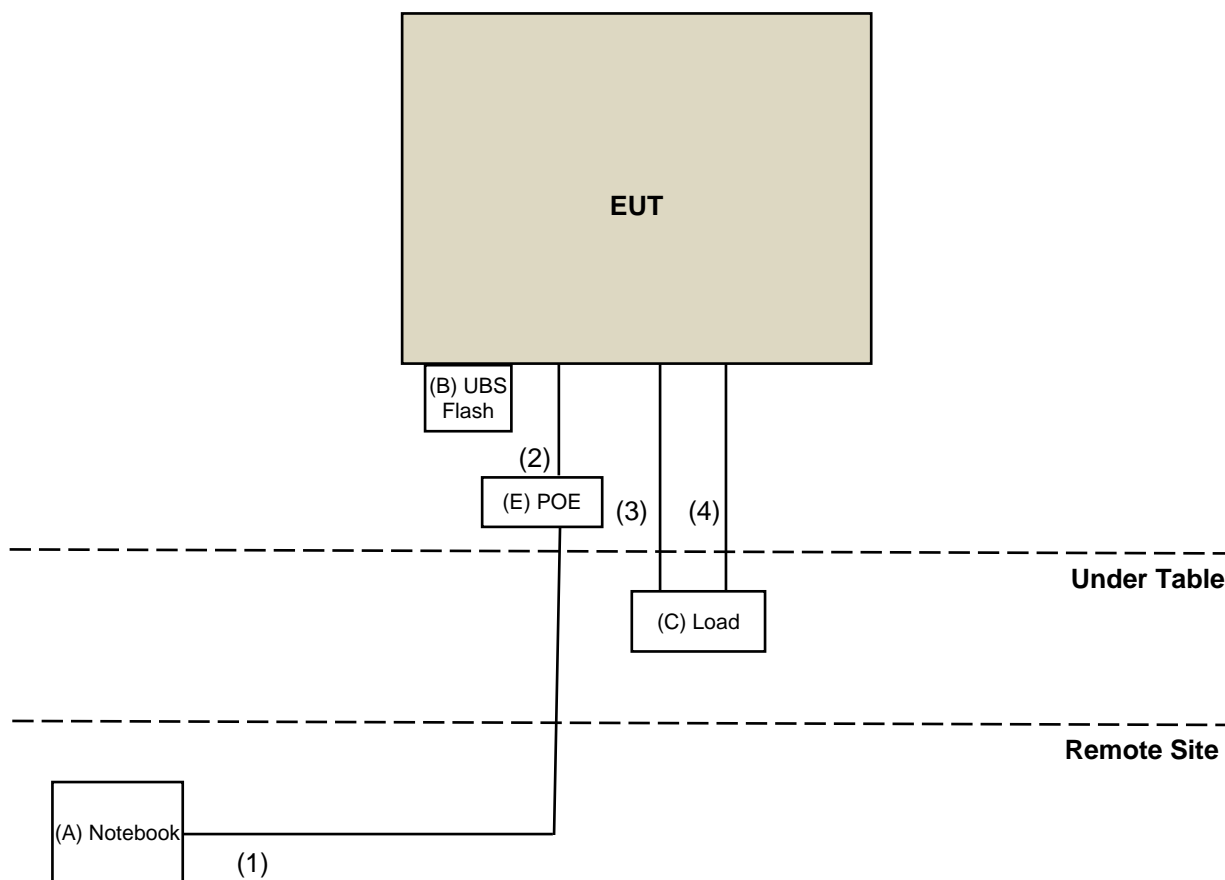 EUT
(B) UBS
Flash
(2)
(E) POE
(3)
(4)
Under Table
(C) Load
Remote Site
(A) Notebook
(1)